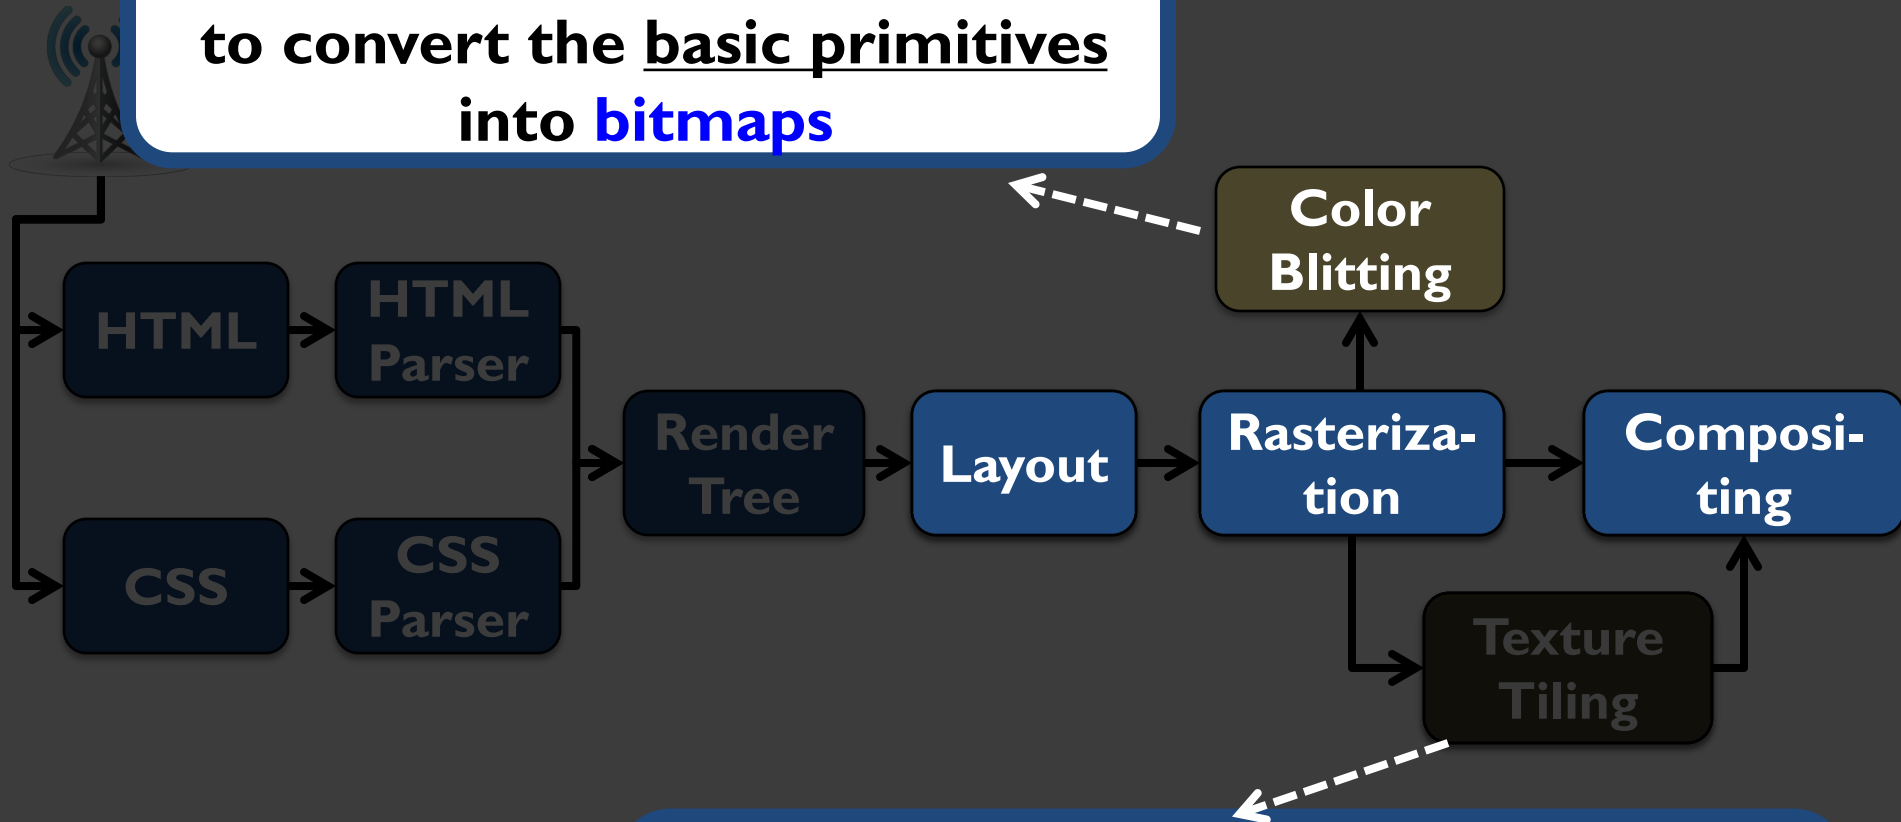 to convert the basic primitives
into bitmaps
Color
Blitting
HTML
HTML
Parser
Render
Tree
Layout
Rasteriza-
tion
Composi-
ting
CSS
CSS
Parser
Texture
Tiling